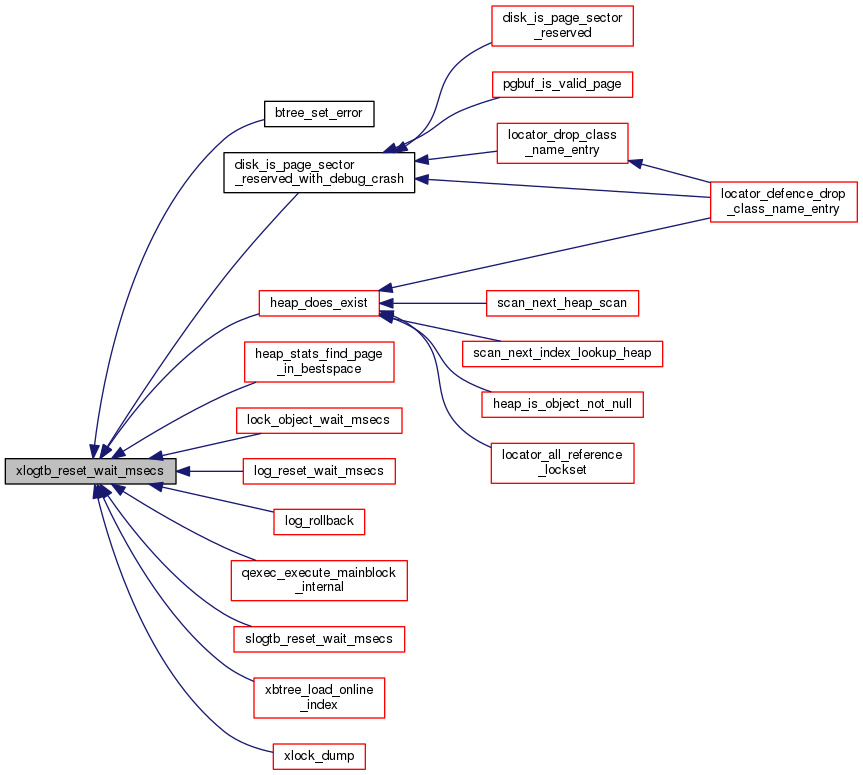 disk_is_page_sector
_reserved
pgbuf_is_valid_page
btree_set_error
locator_drop_class
_name_entry
disk_is_page_sector
_reserved_with_debug_crash
locator_defence_drop
_class_name_entry
heap_does_exist
scan_next_heap_scan
scan_next_index_lookup_heap
heap_stats_find_page
_in_bestspace
heap_is_object_not_null
lock_object_wait_msecs
locator_all_reference
_lockset
xlogtb_reset_wait_msecs
log_reset_wait_msecs
log_rollback
qexec_execute_mainblock
_internal
slogtb_reset_wait_msecs
xbtree_load_online
_index
xlock_dump